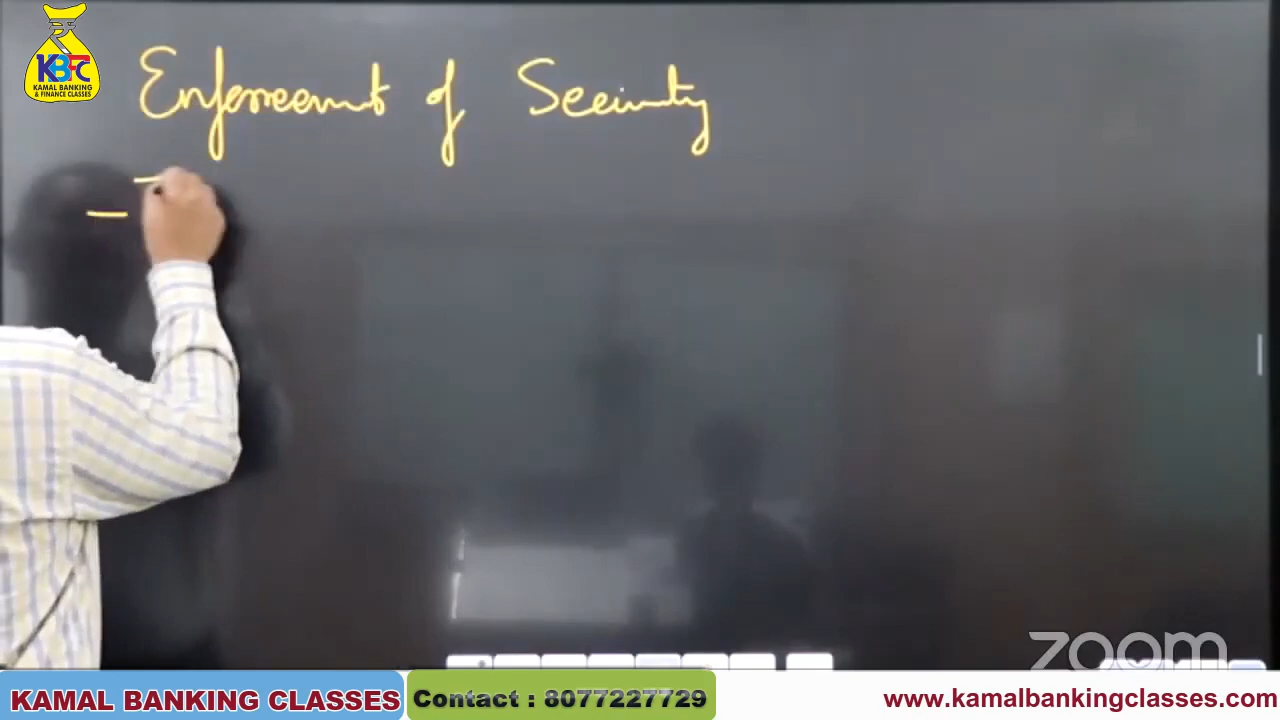 KBFC
KAMAL BANKING
& FINANCE CLASSES
Enforcement of Security
zoom
KAMAL BANKING CLASSES
Contact : 8077227729
www.kamalbankingclasses.com